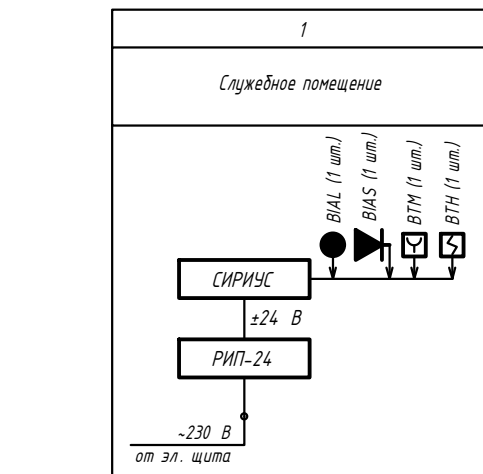 1
Служебное помещение
BIAL (1 шт.)
BIAS (1 шт.)
BTM (1 шт.)
BTH (1 шт.)
СИРИУС
±24 В
РИП-24
~230 В
от эл. щита